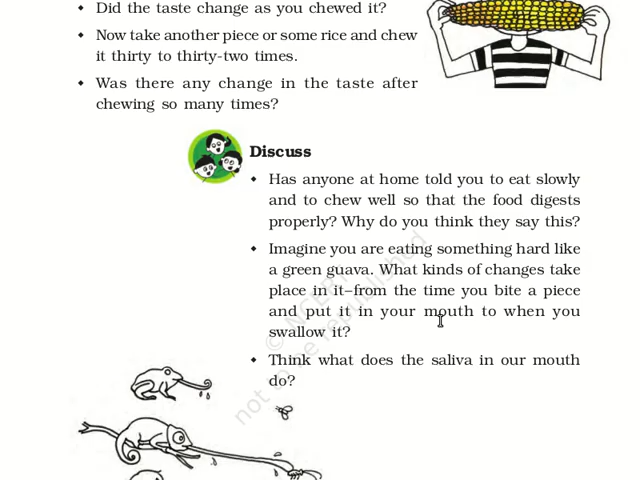 Did the taste change as you chewed it?
Now take another piece or some rice and chew
it thirty to thirty-two times.
Was there any change in the taste after
chewing so many times?
Discuss
Has anyone at home told you to eat slowly
and to chew well so that the food digests
properly? Why do you think they say this?
Imagine you are eating something hard like
a green guava. What kinds of changes take
place in it–from the time you bite a piece
and put it in your mouth to when you
swallow it?
Think what does the saliva in our mouth
do?
© NCERT
not to be republished